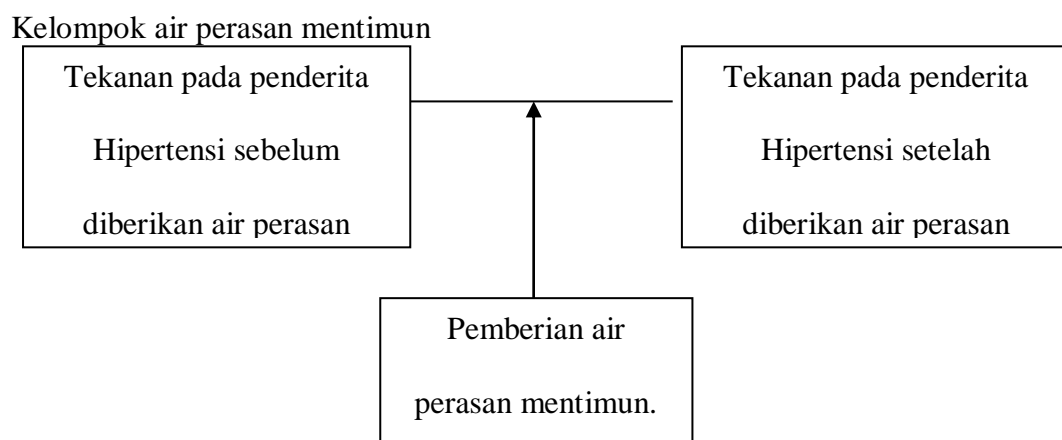 Kelompok air perasan mentimun
Tekanan pada penderita
Hipertensi sebelum
diberikan air perasan
Tekanan pada penderita
Hipertensi setelah
diberikan air perasan
Pemberian air
perasan mentimun.